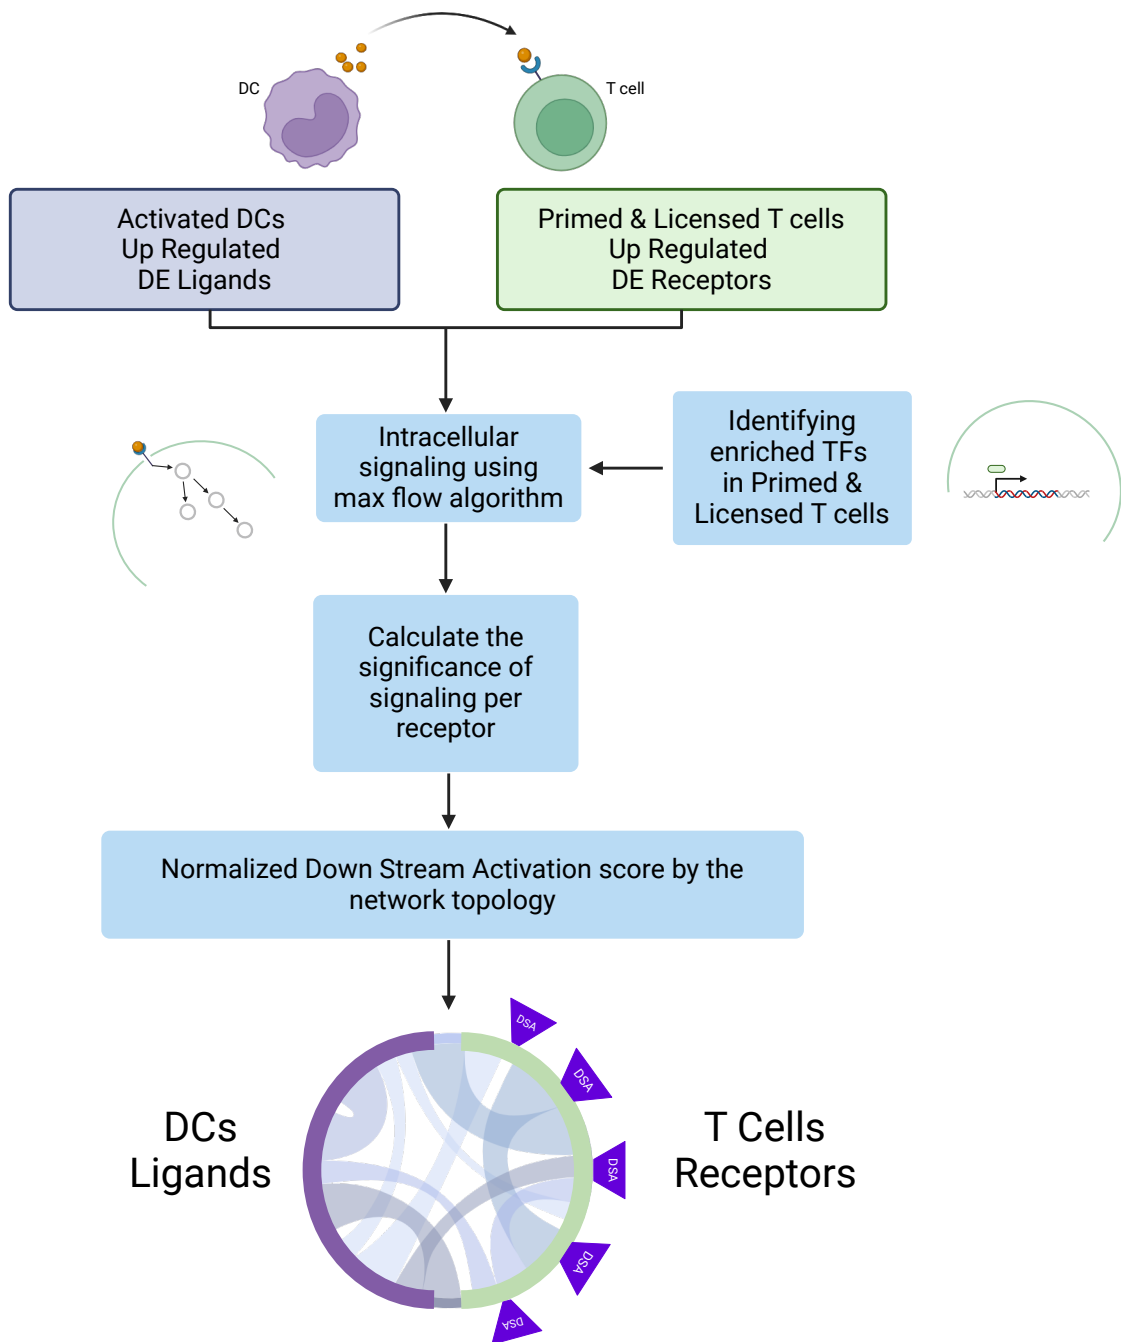 DC
T cell
Activated DCs
Up Regulated
DE Ligands
Primed & Licensed T cells
Up Regulated
DE Receptors
Intracellular
signaling using
max flow algorithm
Identifying
enriched TFs
in Primed &
Licensed T cells
Calculate the
significance of
signaling per
receptor
Normalized Down Stream Activation score by the
network topology
DSA
DSA
DCs
Ligands
T Cells
Receptors
DSA
DSA
DSA